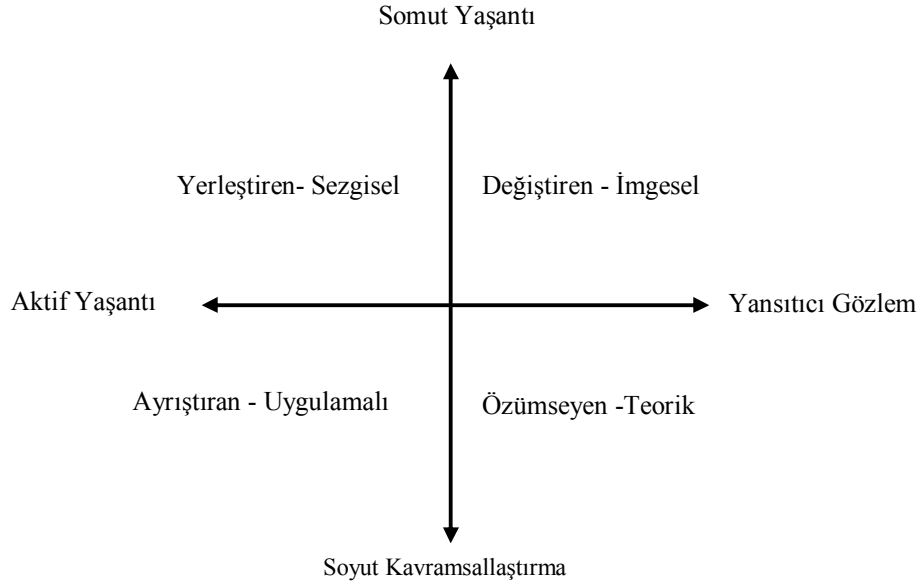 Somut Yaşantı
Yerleştiren- Sezgisel
Değiştiren - İmgesel
Aktif Yaşantı
Yansıtıcı Gözlem
Ayrıştıran - Uygulamalı
Özümseyen -Teorik
Soyut Kavramsallaştırma